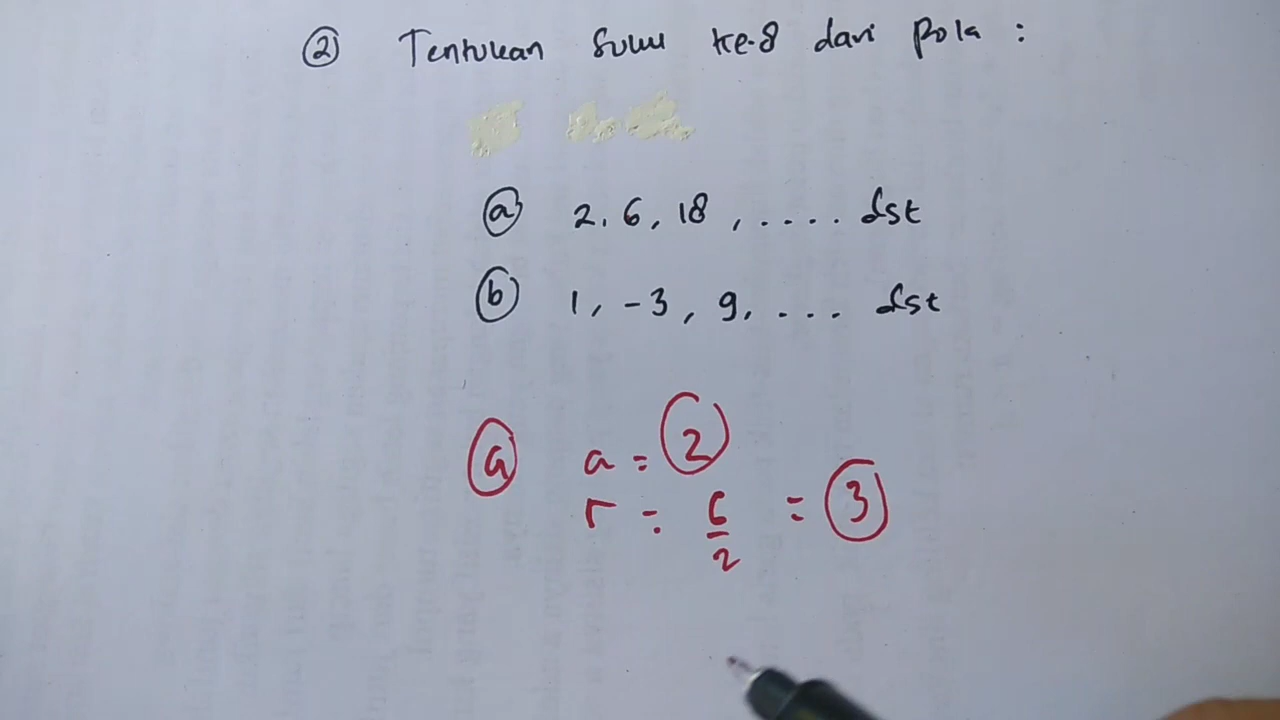 ② Tentukan Suku ke-8 dari pola :
ⓐ 2, 6, 18, .... dst
ⓑ 1, -3, 9, .... dst
ⓐ a = 2
r = 6/2 = 3